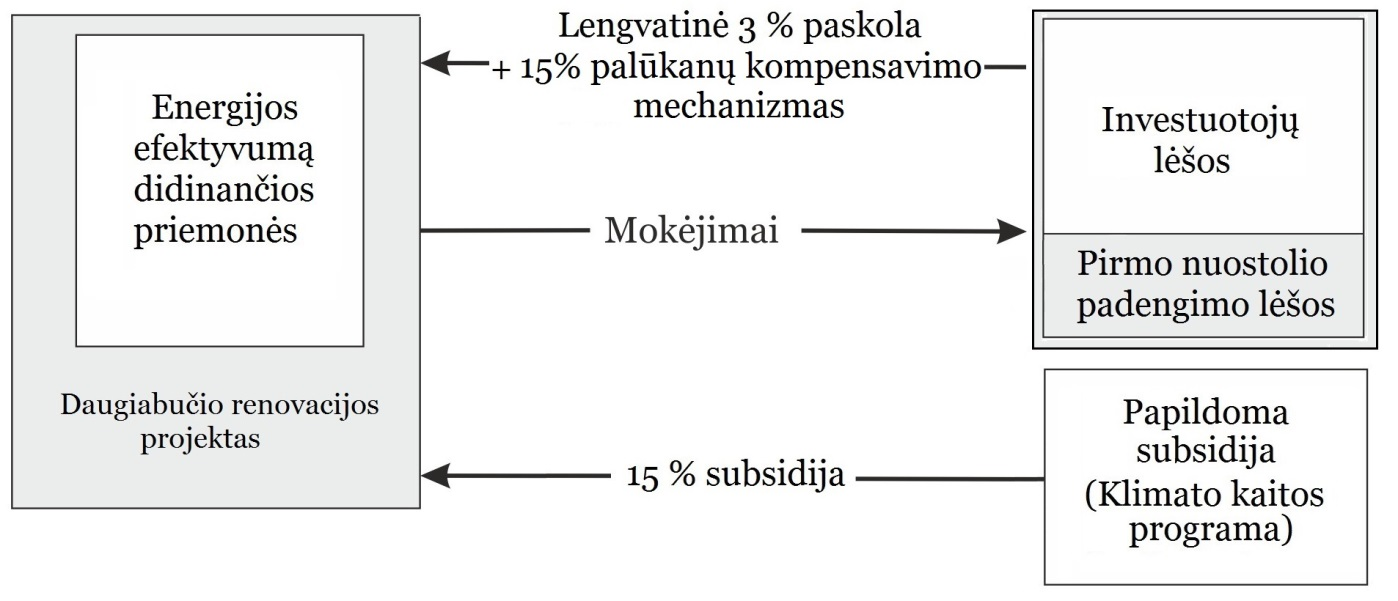 Energijos
efektyvumą
didinančios
priemonės
Daugiabučio renovacijos
projektas
Lengvatinė 3 % paskola
+ 15% palūkanų kompensavimo
mechanizmas
Mokėjimai
15 % subsidija
Investuotojų
lėšos
Pirmo nuostolio
padengimo lėšos
Papildoma
subsidija
(Klimato kaitos
programa)